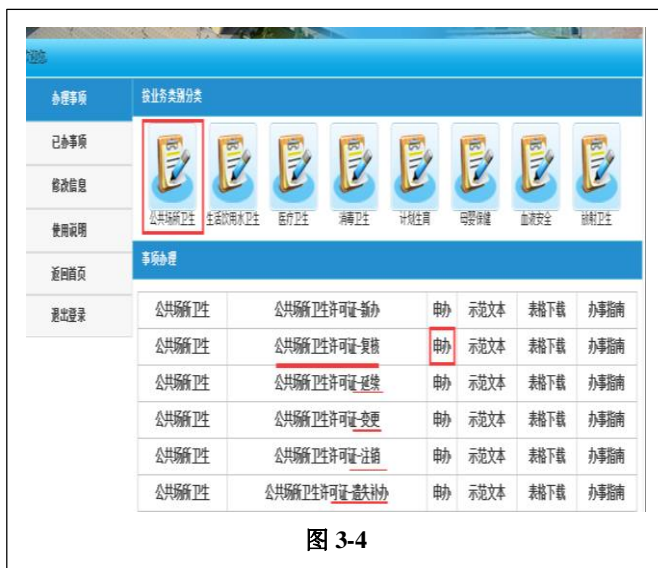 办理事项
按业务类别分类
已办事项
修改信息
使用说明
返回首页
退出登录
公共场所卫生 生活饮用水卫生 医疗卫生 消毒卫生 计划生育 母婴保健 血液安全 放射卫生
事项办理
公共场所卫生 公共场所卫生许可证-新办 申办 示范文本 表格下载 办事指南
公共场所卫生 公共场所卫生许可证-复核 申办 示范文本 表格下载 办事指南
公共场所卫生 公共场所卫生许可证-延续 申办 示范文本 表格下载 办事指南
公共场所卫生 公共场所卫生许可证-变更 申办 示范文本 表格下载 办事指南
公共场所卫生 公共场所卫生许可证-注销 申办 示范文本 表格下载 办事指南
公共场所卫生 公共场所卫生许可证-遗失补办 申办 示范文本 表格下载 办事指南
图 3-4